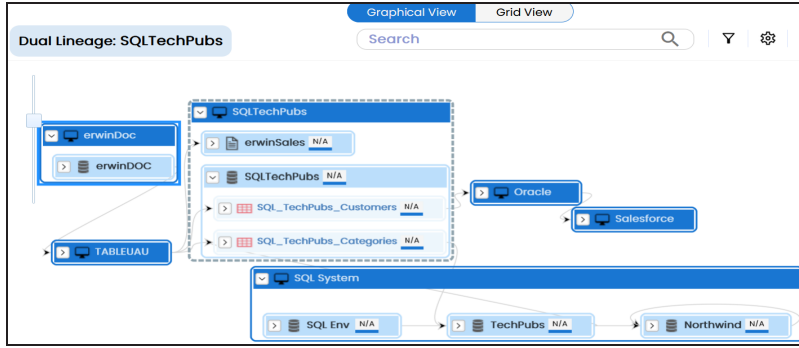 Graphical View Grid View
Dual Lineage: SQLTechPubs
Search
SQLTechPubs
erwinDoc
erwinSales N/A
erwinDOC
SQLTechPubs N/A
Oracle
SQL_TechPubs_Customers N/A
Salesforce
SQL_TechPubs_Categories N/A
TABLEUAU
SQL System
SQL Env N/A
TechPubs N/A
Northwind N/A